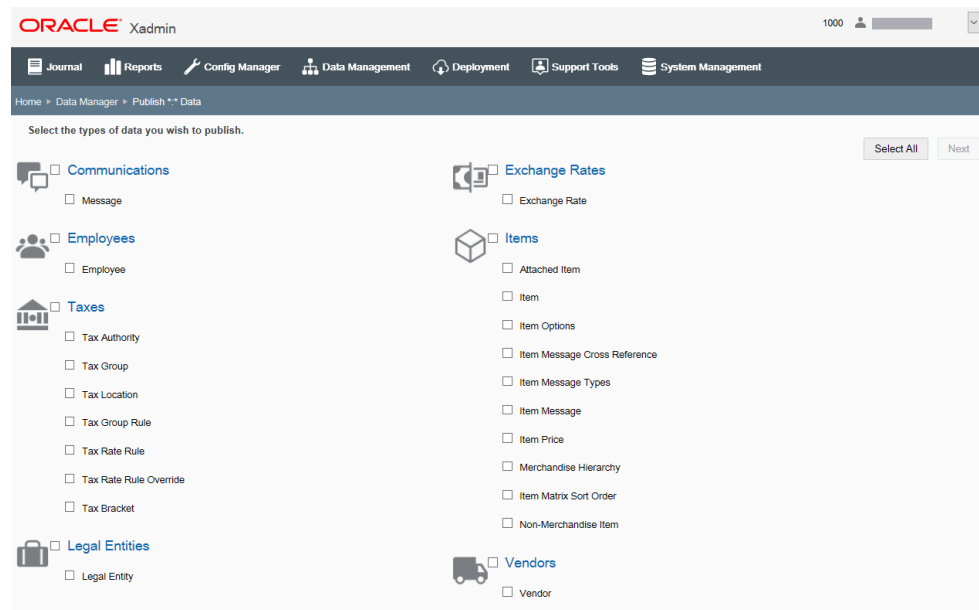 ORACLE® Xadmin
1000
Journal Reports Config Manager Data Management Deployment Support Tools System Management
Home ▸ Data Manager ▸ Publish *:* Data
Select the types of data you wish to publish.
Select All Next
Communications
Message
Employees
Employee
Taxes
Tax Authority
Tax Group
Tax Location
Tax Group Rule
Tax Rate Rule
Tax Rate Rule Override
Tax Bracket
Legal Entities
Legal Entity
Exchange Rates
Exchange Rate
Items
Attached Item
Item
Item Options
Item Message Cross Reference
Item Message Types
Item Message
Item Price
Merchandise Hierarchy
Item Matrix Sort Order
Non-Merchandise Item
Vendors
Vendor